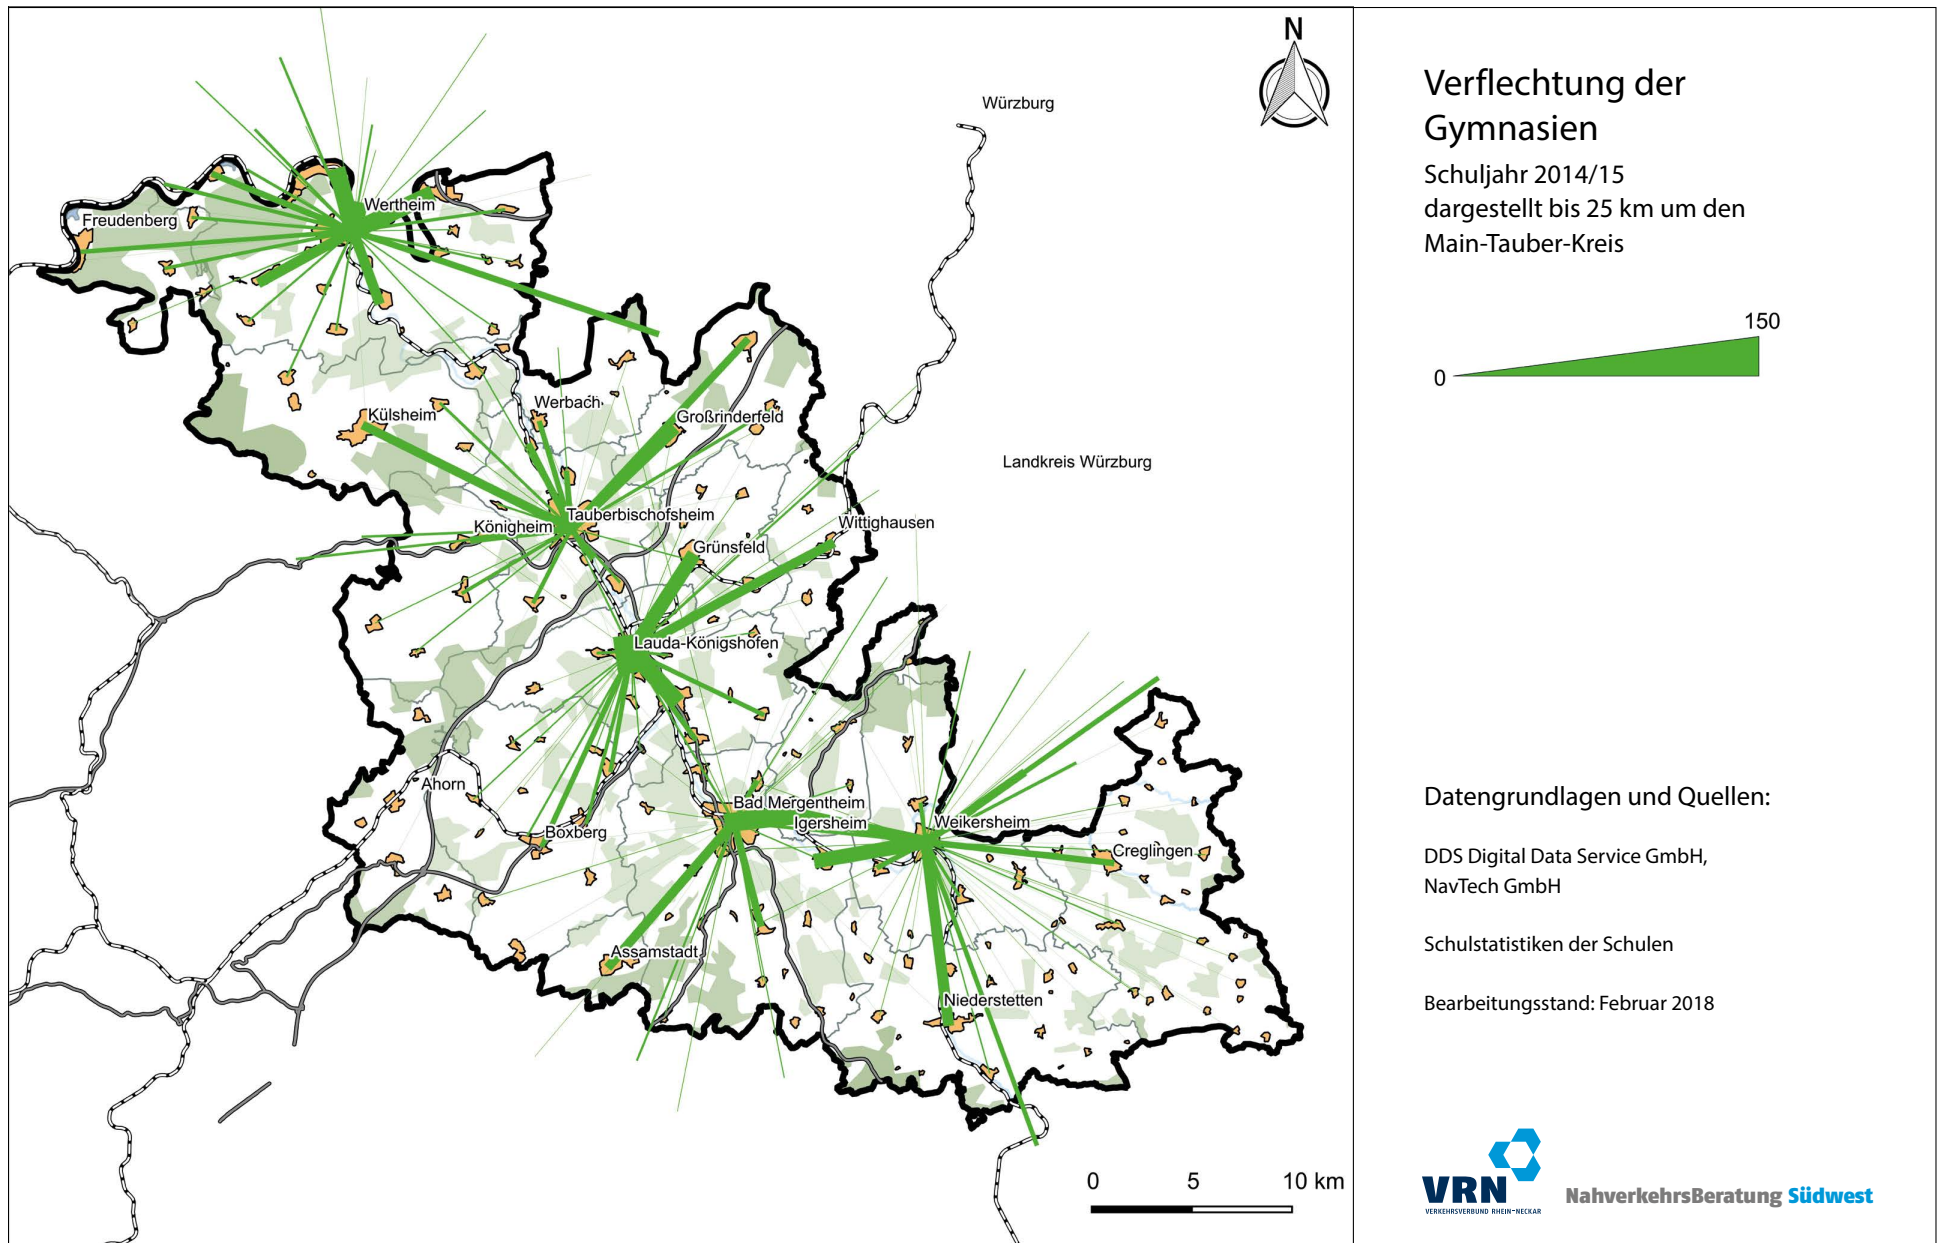 N
Würzburg
Wertheim
Freudenberg
Werbach
Külsheim
Großrinderfeld
Landkreis Würzburg
Tauberbischofsheim
Königheim
Wittighausen
Grünsfeld
Lauda-Königshofen
Ahorn
Bad Mergentheim
Igersheim
Weikersheim
Boxberg
Creglingen
Assamstadt
Niederstetten
0 5 10 km
Verflechtung der
Gymnasien
Schuljahr 2014/15
dargestellt bis 25 km um den
Main-Tauber-Kreis
150
0
Datengrundlagen und Quellen:
DDS Digital Data Service GmbH,
NavTech GmbH
Schulstatistiken der Schulen
Bearbeitungsstand: Februar 2018
VRN
VERKEHRSVERBUND RHEIN-NECKAR
NahverkehrsBeratung Südwest